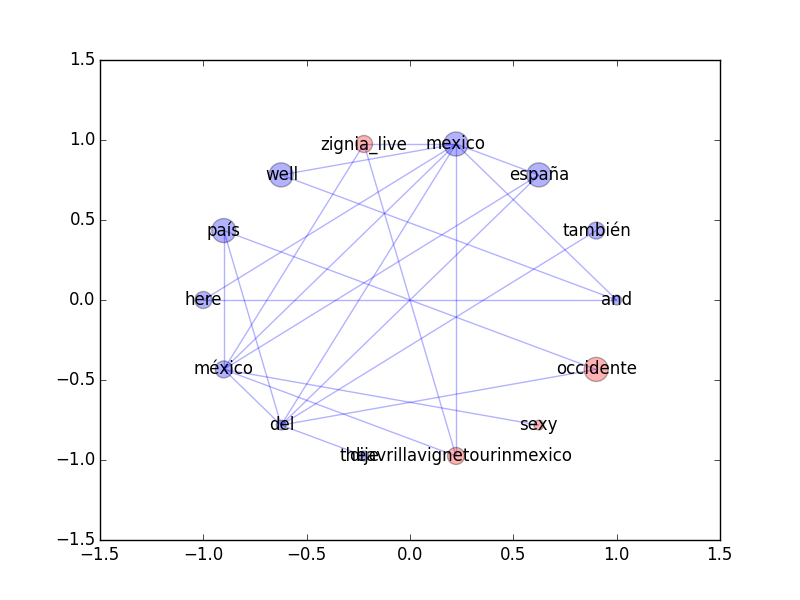 1.5
1.0
0.5
0.0
−0.5
−1.0
−1.5
zignia_live
mexico
well
españa
país
también
here
and
méxico
occidente
del
sexy
theavrillavignetourinmexico
−1.5 −1.0 −0.5 0.0 0.5 1.0 1.5